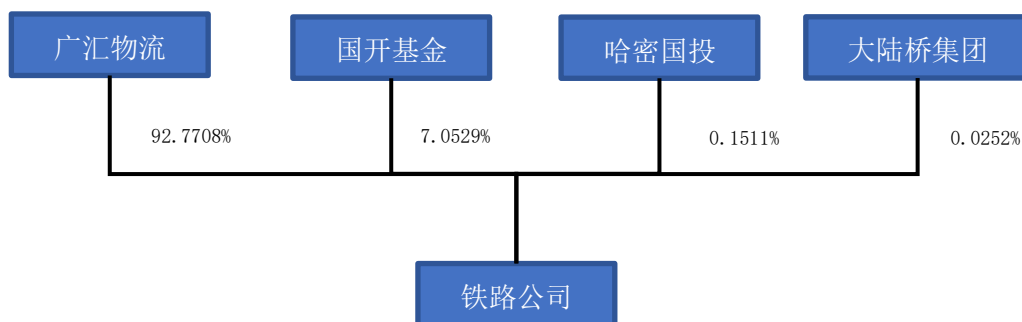 广汇物流
国开基金
哈密国投
大陆桥集团
92.7708%
7.0529%
0.1511%
0.0252%
铁路公司